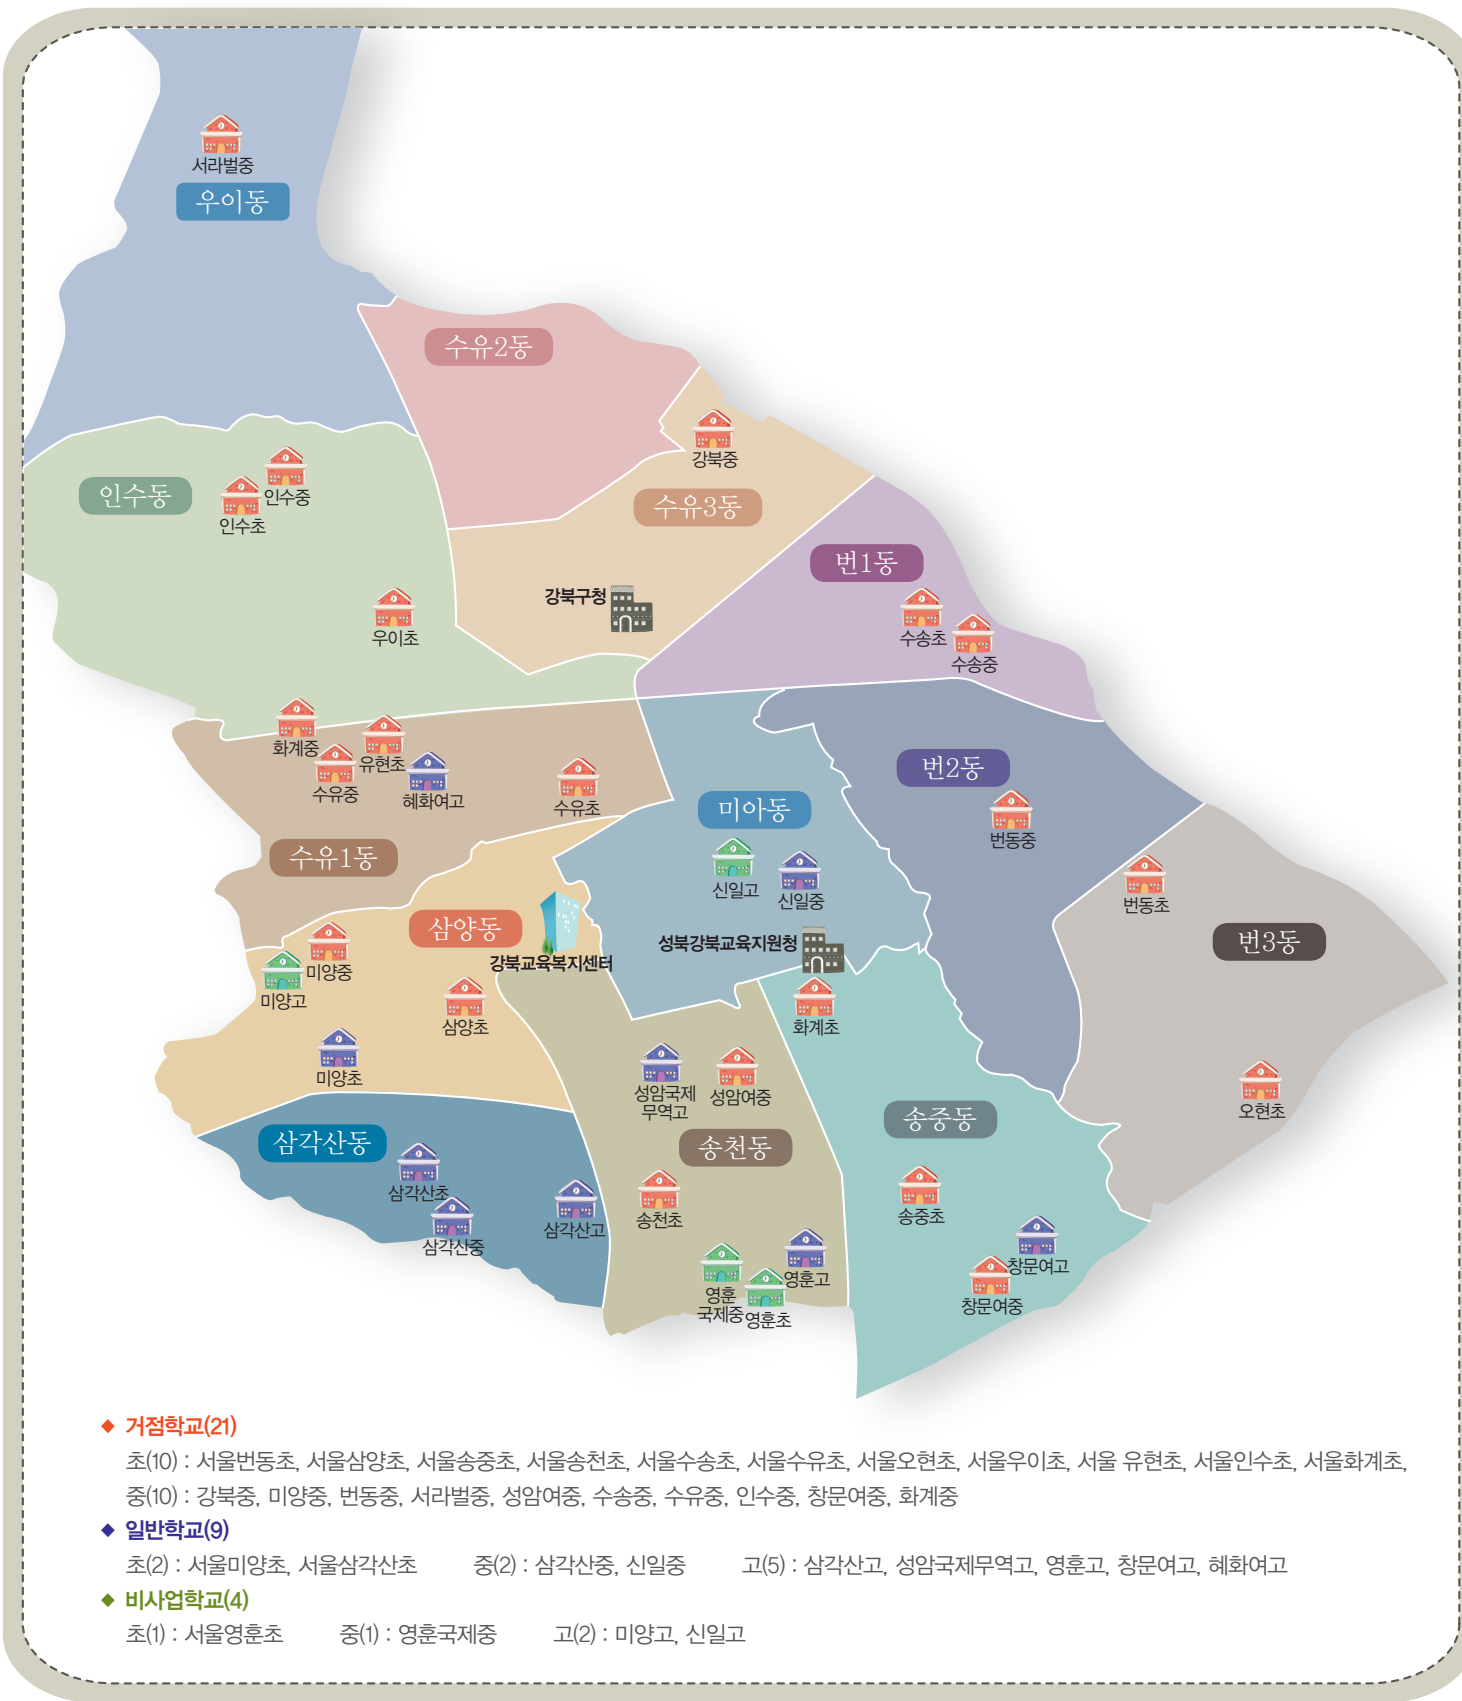 서라벌중
우이동
수유2동
강북중
인수중
인수동
인수초
수유3동
번1동
강북구청
우이초
수송초
수송중
화계중
유현초
수유중
혜화여고
수유초
번2동
미아동
번동중
수유1동
신일고
신일중
번동초
삼양동
번3동
성북강북교육지원청
강북교육복지센터
미양중
미양고
삼양초
화계초
미양초
성암국제
무역고
성암여중
오현초
송중동
삼각산동
송천동
삼각산초
송천초
송중초
삼각산고
삼각산중
창문여고
영훈고
영훈
국제중
영훈초
창문여중
◆ 거점학교(21)
초(10) : 서울번동초, 서울삼양초, 서울송중초, 서울송천초, 서울수송초, 서울수유초, 서울오현초, 서울우이초, 서울 유현초, 서울인수초, 서울화계초,
중(10) : 강북중, 미양중, 번동중, 서라벌중, 성암여중, 수송중, 수유중, 인수중, 창문여중, 화계중
◆ 일반학교(9)
초(2) : 서울미양초, 서울삼각산초 중(2) : 삼각산중, 신일중 고(5) : 삼각산고, 성암국제무역고, 영훈고, 창문여고, 혜화여고
◆ 비사업학교(4)
초(1) : 서울영훈초 중(1) : 영훈국제중 고(2) : 미양고, 신일고